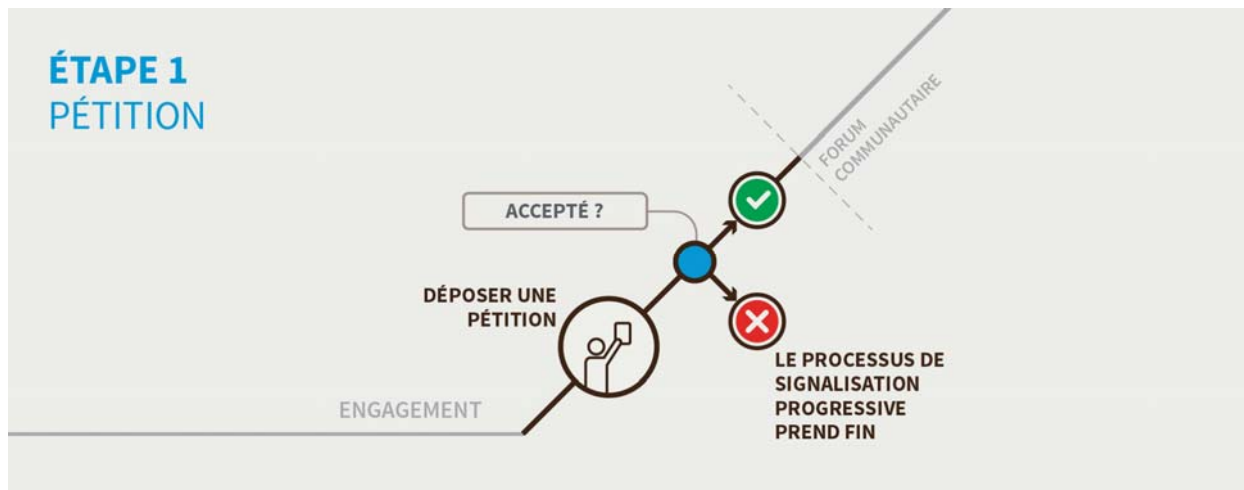 ÉTAPE 1
PÉTITION
FORUM
COMMUNAUTAIRE
ACCEPTÉ ?
DÉPOSER UNE
PÉTITION
LE PROCESSUS DE
SIGNALISATION
PROGRESSIVE
PREND FIN
ENGAGEMENT